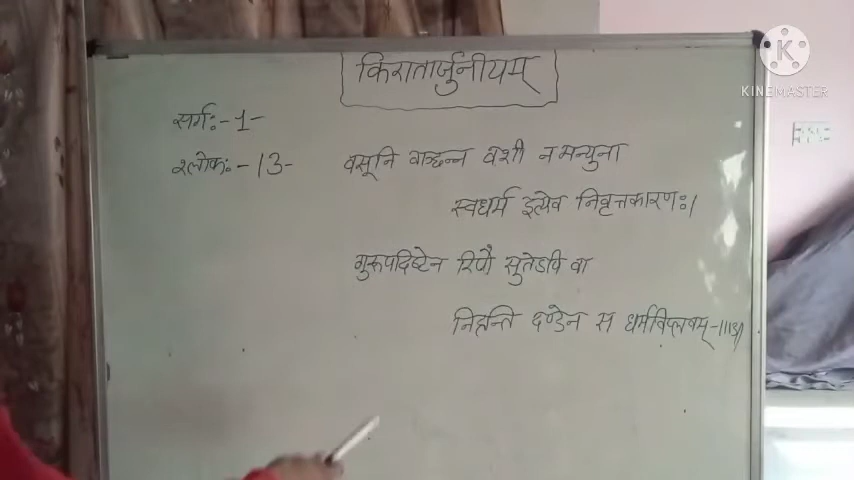 किरातार्जुनीयम्
सर्गः-1-
श्लोकः-13-
वसूनि वाञ्छन्न वशी न मन्युना
स्वधर्म इत्येव निवृत्तकारणः।
गुरूपदिष्टेन रिपौ सुतेऽपि वा
निहन्ति दण्डेन स धर्मविप्लवम्-॥13॥
KINEMASTER